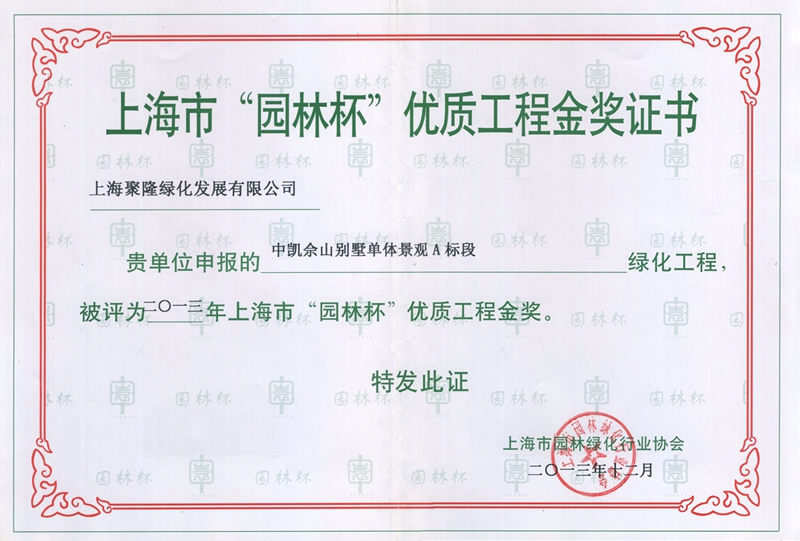 上海市“园林杯”优质工程金奖证书
上海聚隆绿化发展有限公司
贵单位申报的中凯佘山别墅单体景观A标段绿化工程，
被评为二〇一三年上海市“园林杯”优质工程金奖。
特发此证
上海市园林绿化行业协会
二〇一三年十二月